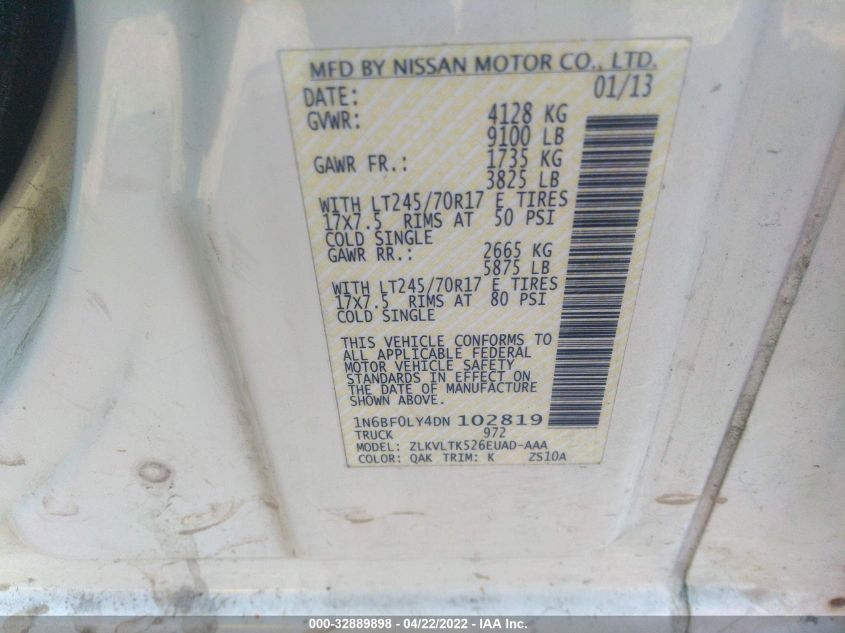 MFD BY NISSAN MOTOR CO., LTD.
DATE: 01/13
GVWR: 4128 KG
9100 LB
GAWR FR.: 1735 KG
3825 LB
WITH LT245/70R17 E TIRES
17X7.5 RIMS AT 50 PSI
COLD SINGLE
GAWR RR.: 2665 KG
5875 LB
WITH LT245/70R17 E TIRES
17X7.5 RIMS AT 80 PSI
COLD SINGLE
THIS VEHICLE CONFORMS TO
ALL APPLICABLE FEDERAL
MOTOR VEHICLE SAFETY
STANDARDS IN EFFECT ON
THE DATE OF MANUFACTURE
SHOWN ABOVE.
1N6BF0LY4DN 102819
TRUCK 972
MODEL: ZLKVLTK526EUAD-AAA
COLOR: QAK TRIM: K ZS10A
000-32889898 - 04/22/2022 - IAA Inc.